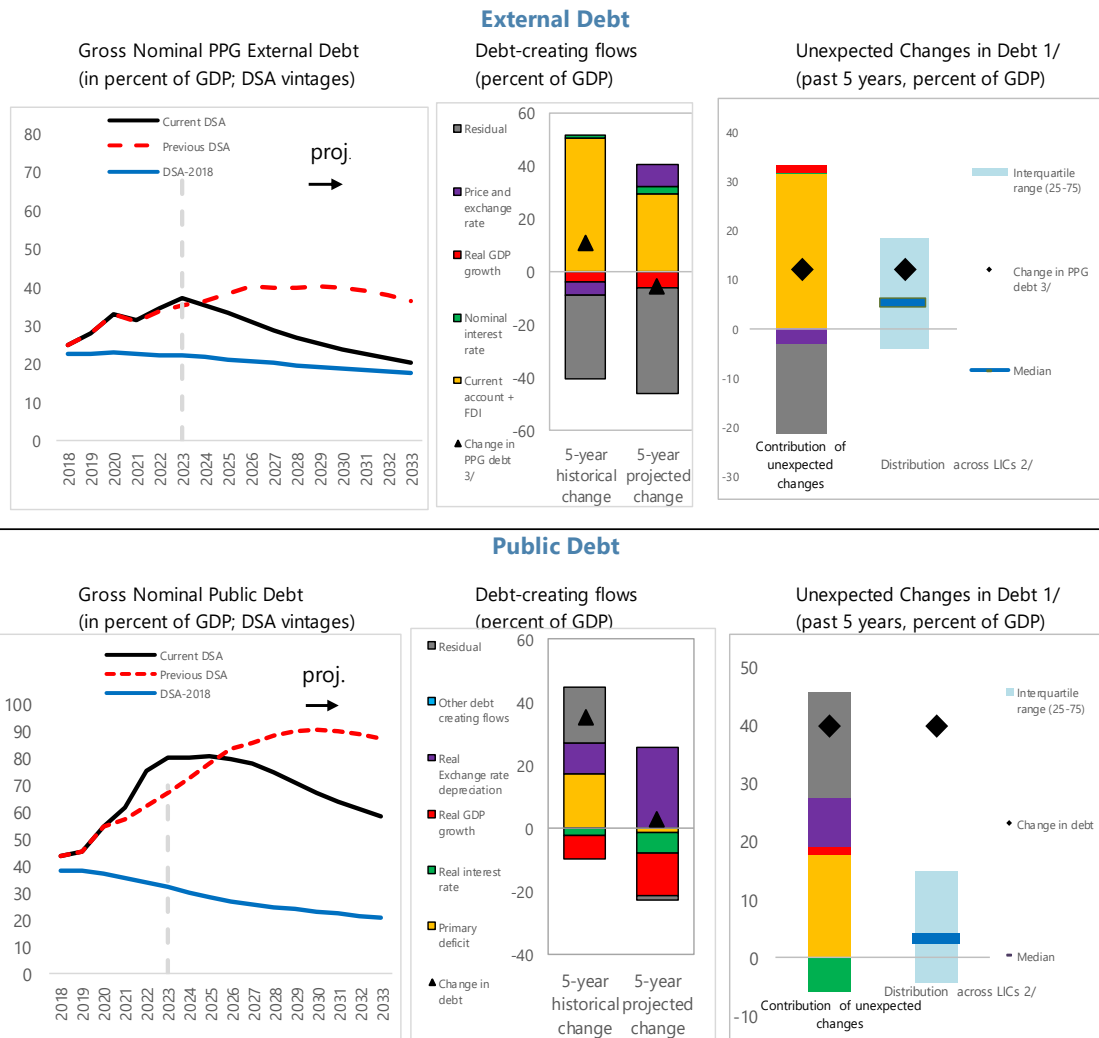 External Debt
Gross Nominal PPG External Debt
(in percent of GDP; DSA vintages)
Debt-creating flows
(percent of GDP)
Unexpected Changes in Debt 1/
(past 5 years, percent of GDP)
Current DSA
Previous DSA
DSA-2018
proj.
80
70
60
50
40
30
20
10
0
2018
2019
2020
2021
2022
2023
2024
2025
2026
2027
2028
2029
2030
2031
2032
2033
Residual
Price and
exchange
rate
Real GDP
growth
Nominal
interest
rate
Current
account +
FDI
Change in
PPG debt
3/
60
40
20
0
-20
-40
-60
5-year
historical
change
5-year
projected
change
40
30
20
10
0
-10
-20
-30
Contribution of
unexpected
changes
Distribution across LICs 2/
Interquartile
range (25-75)
Change in PPG
debt 3/
Median
Public Debt
Gross Nominal Public Debt
(in percent of GDP; DSA vintages)
Debt-creating flows
(percent of GDP)
Unexpected Changes in Debt 1/
(past 5 years, percent of GDP)
Current DSA
Previous DSA
DSA-2018
proj.
100
90
80
70
60
50
40
30
20
10
0
2018
2019
2020
2021
2022
2023
2024
2025
2026
2027
2028
2029
2030
2031
2032
2033
Residual
Other debt
creating flows
Real
Exchange rate
depreciation
Real GDP
growth
Real interest
rate
Primary
deficit
Change in
debt
60
40
20
0
-20
-40
5-year
historical
change
5-year
projected
change
50
40
30
20
10
0
-10
Contribution of unexpected
changes
Distribution across LICs 2/
Interquartile
range (25-75)
Change in debt
Median